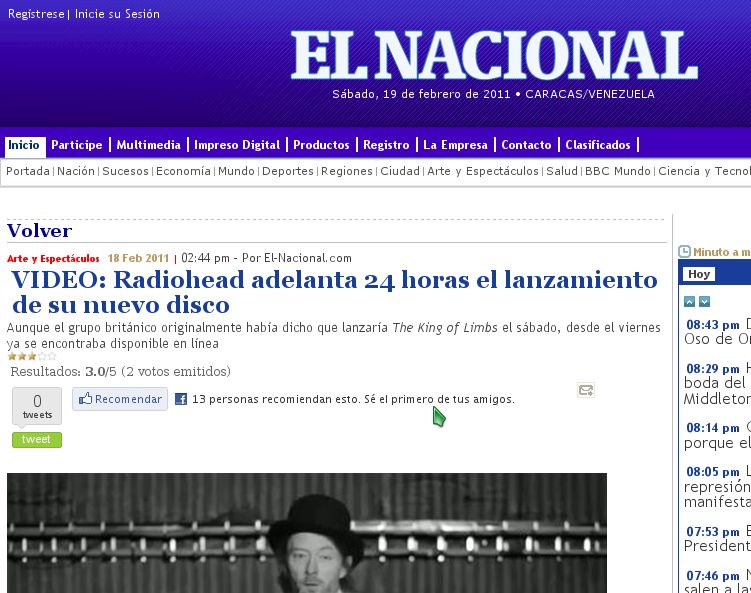 Regístrese | Inicie su Sesión
EL NACIONAL
Sábado, 19 de febrero de 2011 • CARACAS/VENEZUELA
Inicio Participe | Multimedia | Impreso Digital | Productos | Registro | La Empresa | Contacto | Clasificados |
Portada | Nación | Sucesos | Economía | Mundo | Deportes | Regiones | Ciudad | Arte y Espectáculos | Salud | BBC Mundo | Ciencia y
Volver
Arte y Espectáculos 18 Feb 2011 | 02:44 pm - Por El-Nacional.com
VIDEO: Radiohead adelanta 24 horas el lanzamiento
de su nuevo disco
Aunque el grupo británico originalmente había dicho que lanzaría The King of Limbs el sábado, desde el viernes
ya se encontraba disponible en línea
Resultados: 3.0/5 (2 votos emitidos)
0
tweets
tweet
Recomendar
13 personas recomiendan esto. Sé el primero de tus amigos.
Minuto a
Hoy
08:43 pm
Oso de
08:29 pm
boda del
Middleton
08:14 pm
porque el
08:05 pm
represión
07:53 pm
07:46 pm
salen a